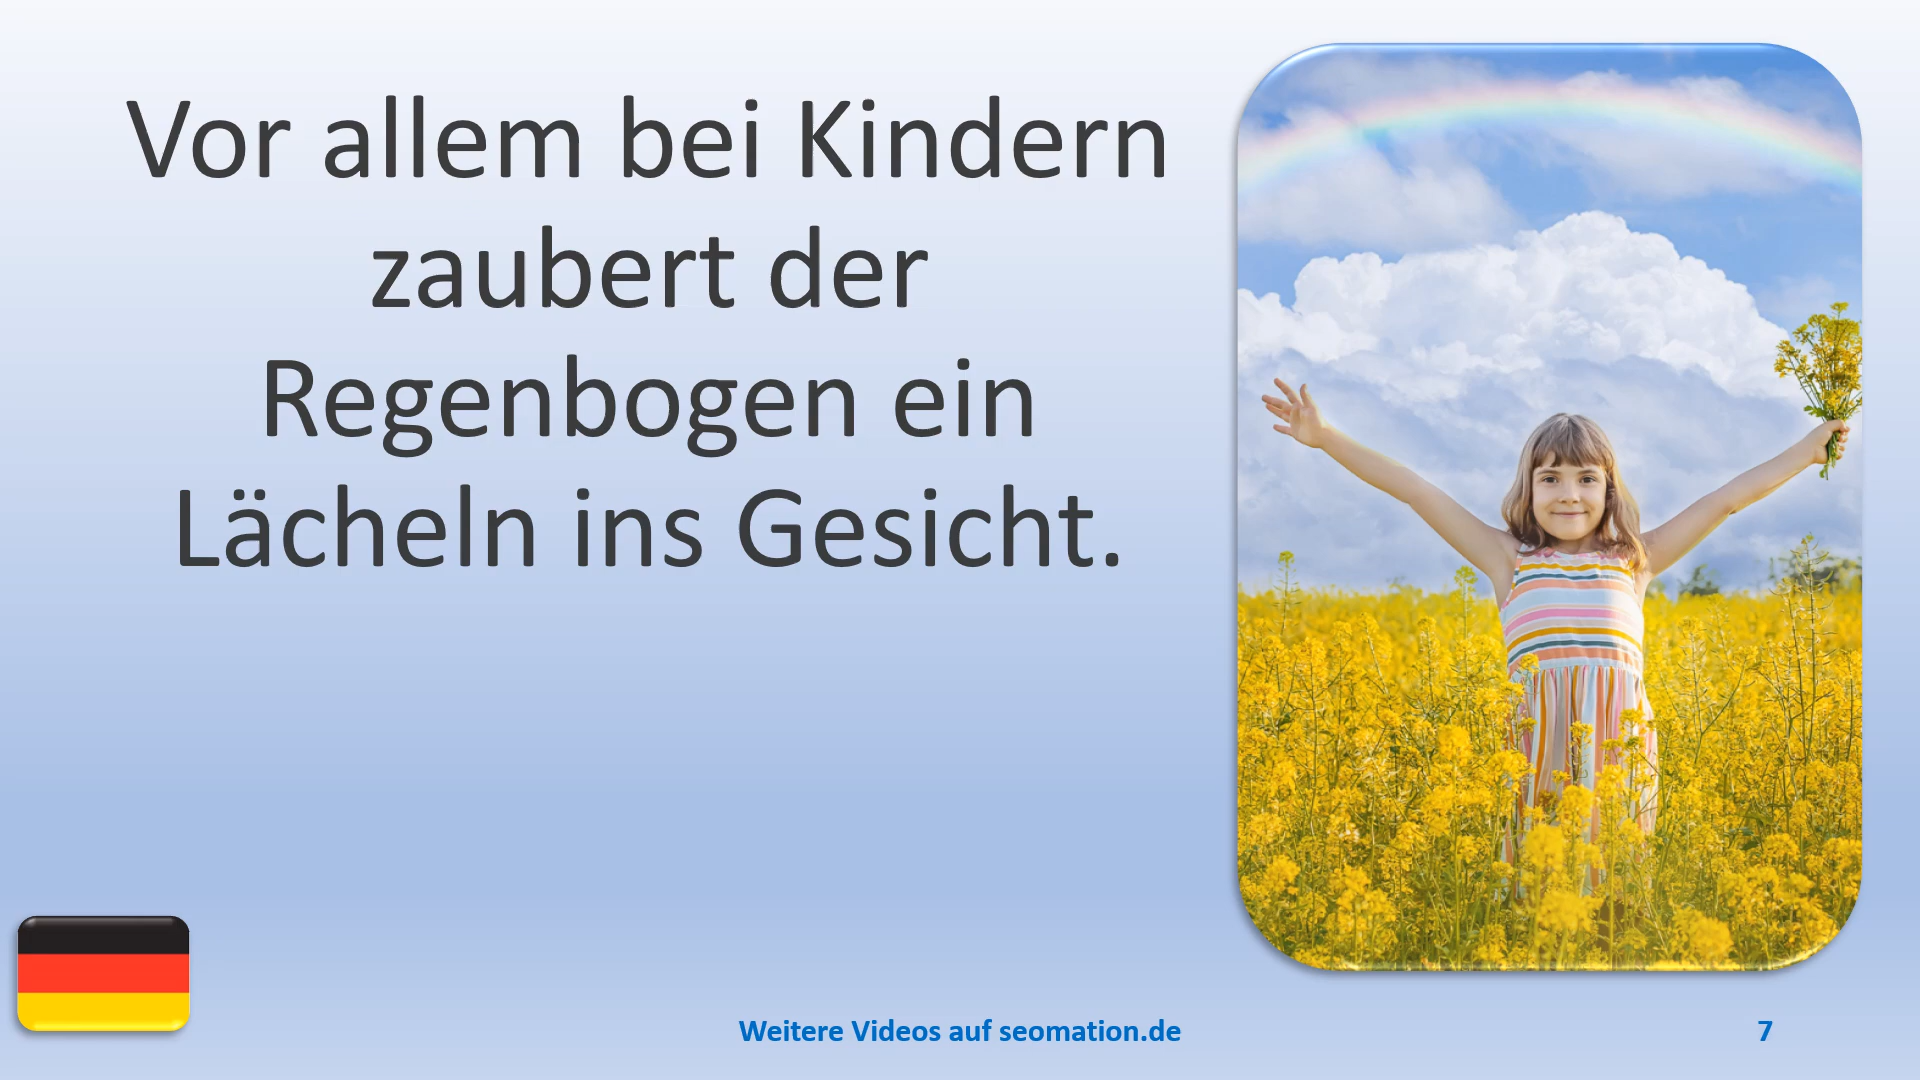 Vor allem bei Kindern
zaubert der
Regenbogen ein
Lächeln ins Gesicht.
Weitere Videos auf seomation.de
7